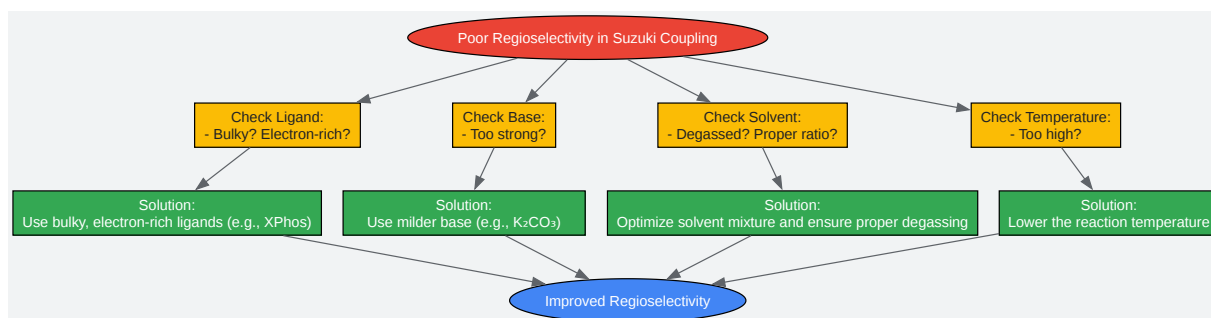 Poor Regioselectivity in Suzuki Coupling
Check Ligand:
- Bulky? Electron-rich?
Check Base:
- Too strong?
Check Solvent:
- Degassed? Proper ratio?
Check Temperature:
- Too high?
Solution:
Use bulky, electron-rich ligands (e.g., XPhos)
Solution:
Use milder base (e.g., K₂CO₃)
Solution:
Optimize solvent mixture and ensure proper degassing
Solution:
Lower the reaction temperature
Improved Regioselectivity